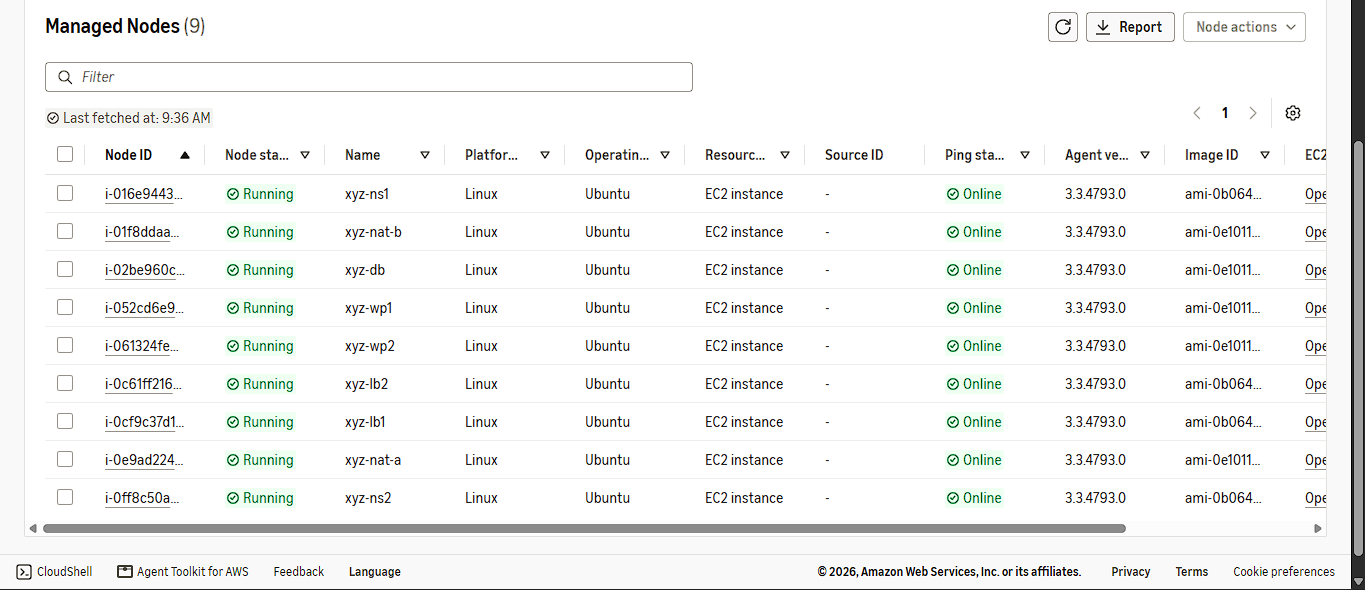 Managed Nodes (9)
Report
Node actions
Filter
Last fetched at: 9:36 AM
1
Node ID Node sta... Name Platfor... Operatin... Resourc... Source ID Ping sta... Agent ve... Image ID EC2
i-016e9443... Running xyz-ns1 Linux Ubuntu EC2 instance - Online 3.3.4793.0 ami-0b064... Ope
i-01f8ddaa... Running xyz-nat-b Linux Ubuntu EC2 instance - Online 3.3.4793.0 ami-0e1011... Ope
i-02be960c... Running xyz-db Linux Ubuntu EC2 instance - Online 3.3.4793.0 ami-0e1011... Ope
i-052cd6e9... Running xyz-wp1 Linux Ubuntu EC2 instance - Online 3.3.4793.0 ami-0e1011... Ope
i-061324fe... Running xyz-wp2 Linux Ubuntu EC2 instance - Online 3.3.4793.0 ami-0e1011... Ope
i-0c61ff216... Running xyz-lb2 Linux Ubuntu EC2 instance - Online 3.3.4793.0 ami-0b064... Ope
i-0cf9c37d1... Running xyz-lb1 Linux Ubuntu EC2 instance - Online 3.3.4793.0 ami-0b064... Ope
i-0e9ad224... Running xyz-nat-a Linux Ubuntu EC2 instance - Online 3.3.4793.0 ami-0e1011... Ope
i-0ff8c50a... Running xyz-ns2 Linux Ubuntu EC2 instance - Online 3.3.4793.0 ami-0b064... Ope
CloudShell Agent Toolkit for AWS Feedback Language © 2026, Amazon Web Services, Inc. or its affiliates. Privacy Terms Cookie preferences